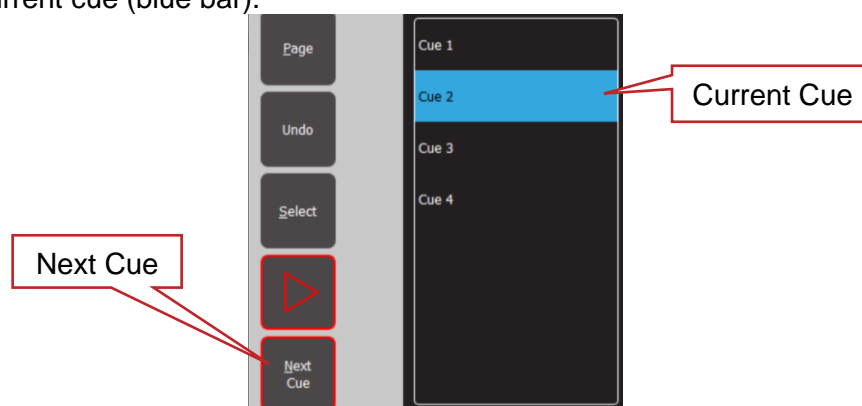 urrent cue (blue bar).
Page
Cue 1
Cue 2
Current Cue
Undo
Cue 3
Select
Cue 4
Next Cue
Next
Cue